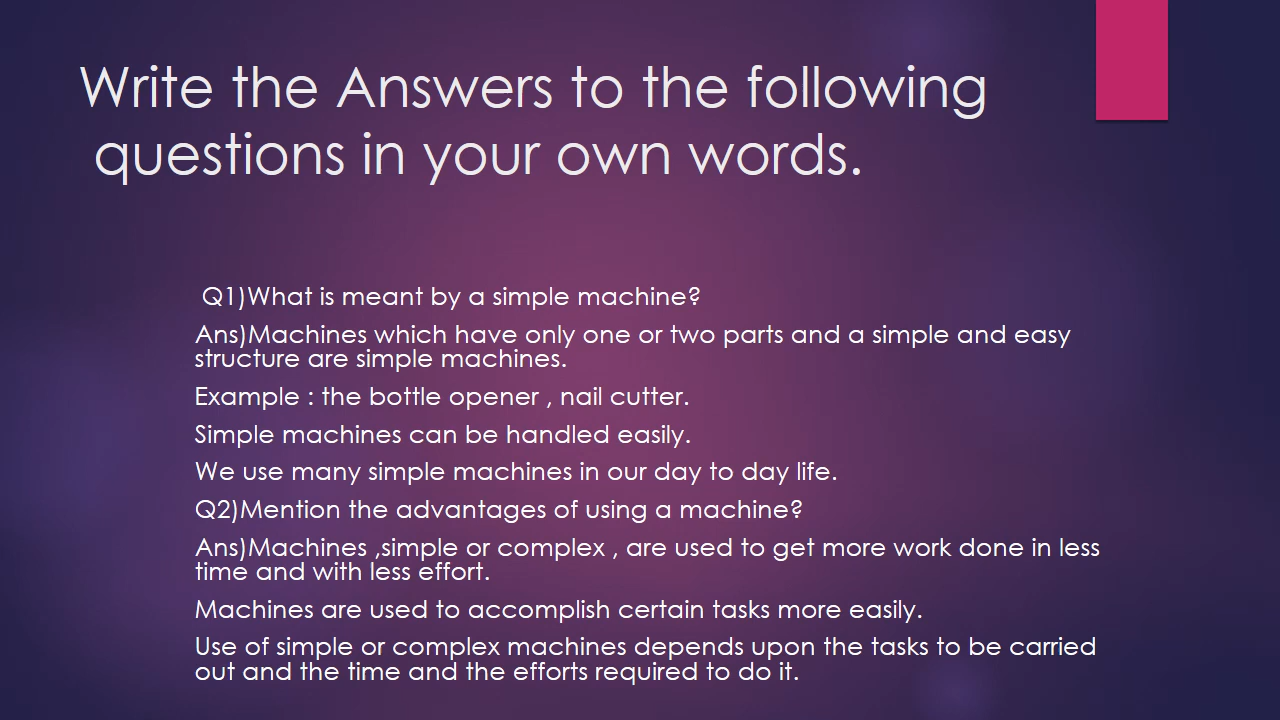 Write the Answers to the following
questions in your own words.
Q1)What is meant by a simple machine?
Ans)Machines which have only one or two parts and a simple and easy
structure are simple machines.
Example : the bottle opener , nail cutter.
Simple machines can be handled easily.
We use many simple machines in our day to day life.
Q2)Mention the advantages of using a machine?
Ans)Machines ,simple or complex , are used to get more work done in less
time and with less effort.
Machines are used to accomplish certain tasks more easily.
Use of simple or complex machines depends upon the tasks to be carried
out and the time and the efforts required to do it.